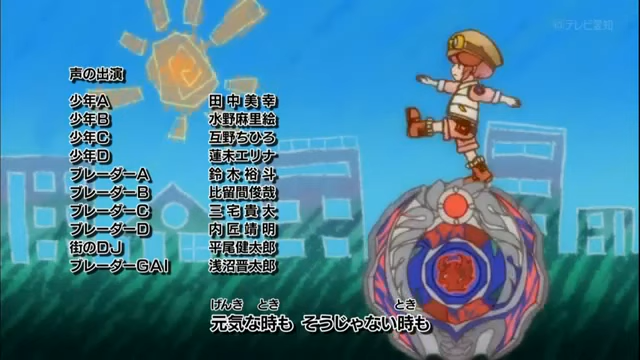 ©テレビ愛知
声の出演
少年A 田中美幸
少年B 水野麻里絵
少年C 互野ちひろ
少年D 蓮未エリナ
ブレーダーA 鈴木裕斗
ブレーダーB 比留間俊哉
ブレーダーC 三宅貴大
ブレーダーD 内匠靖明
街のDJ 平尾健太郎
ブレーダーGAI 浅沼晋太郎
げんき とき とき
元気な時も そうじゃない時も